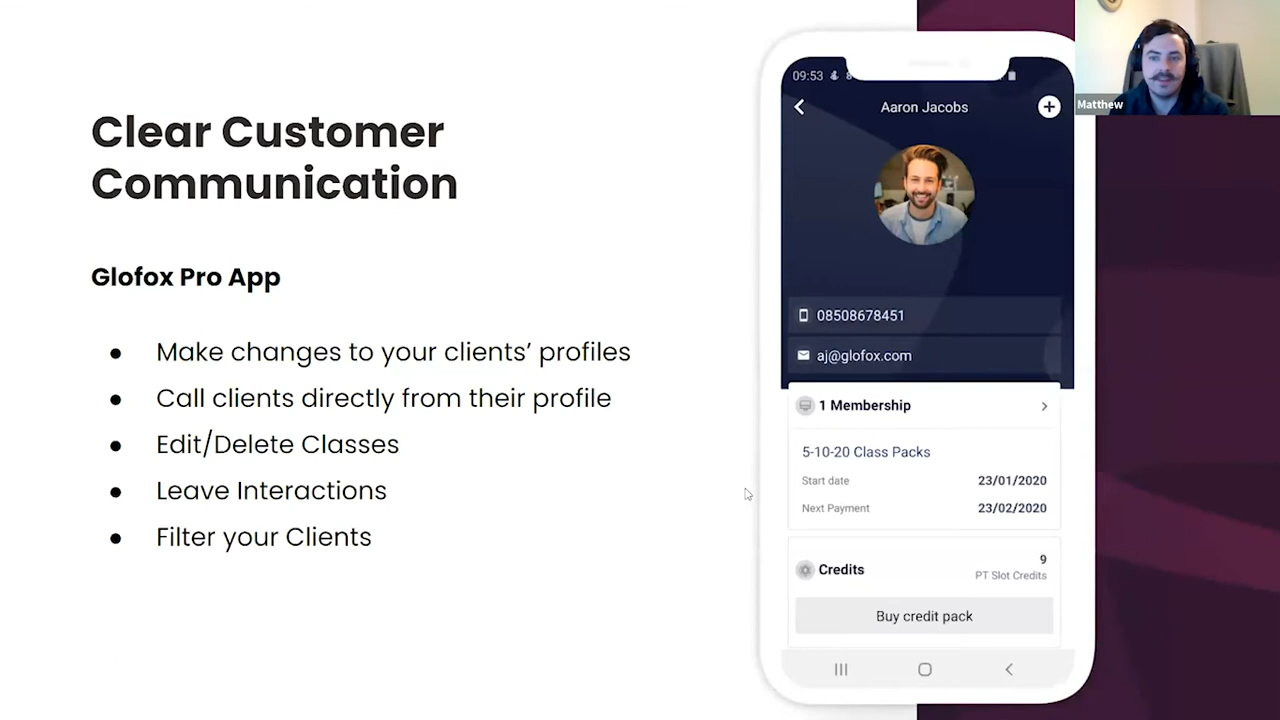 Clear Customer
Communication
Glofox Pro App
● Make changes to your clients’ profiles
● Call clients directly from their profile
● Edit/Delete Classes
● Leave Interactions
● Filter your Clients
09:53
Aaron Jacobs
08508678451
aj@glofox.com
1 Membership
5-10-20 Class Packs
Start date 23/01/2020
Next Payment 23/02/2020
Credits 9
PT Slot Credits
Buy credit pack
Matthew